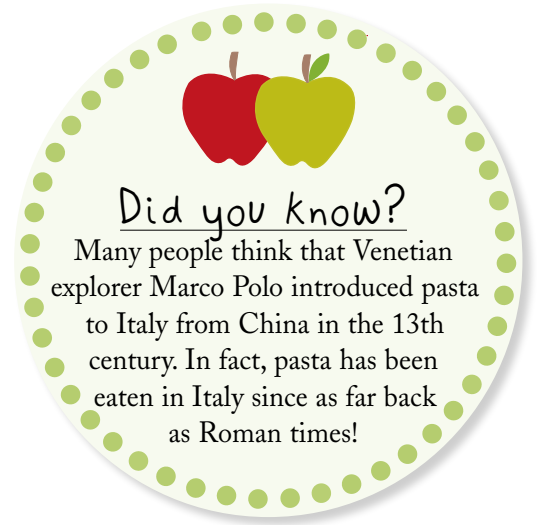 Did you know?
Many people think that Venetian
explorer Marco Polo introduced pasta
to Italy from China in the 13th
century. In fact, pasta has been
eaten in Italy since as far back
as Roman times!